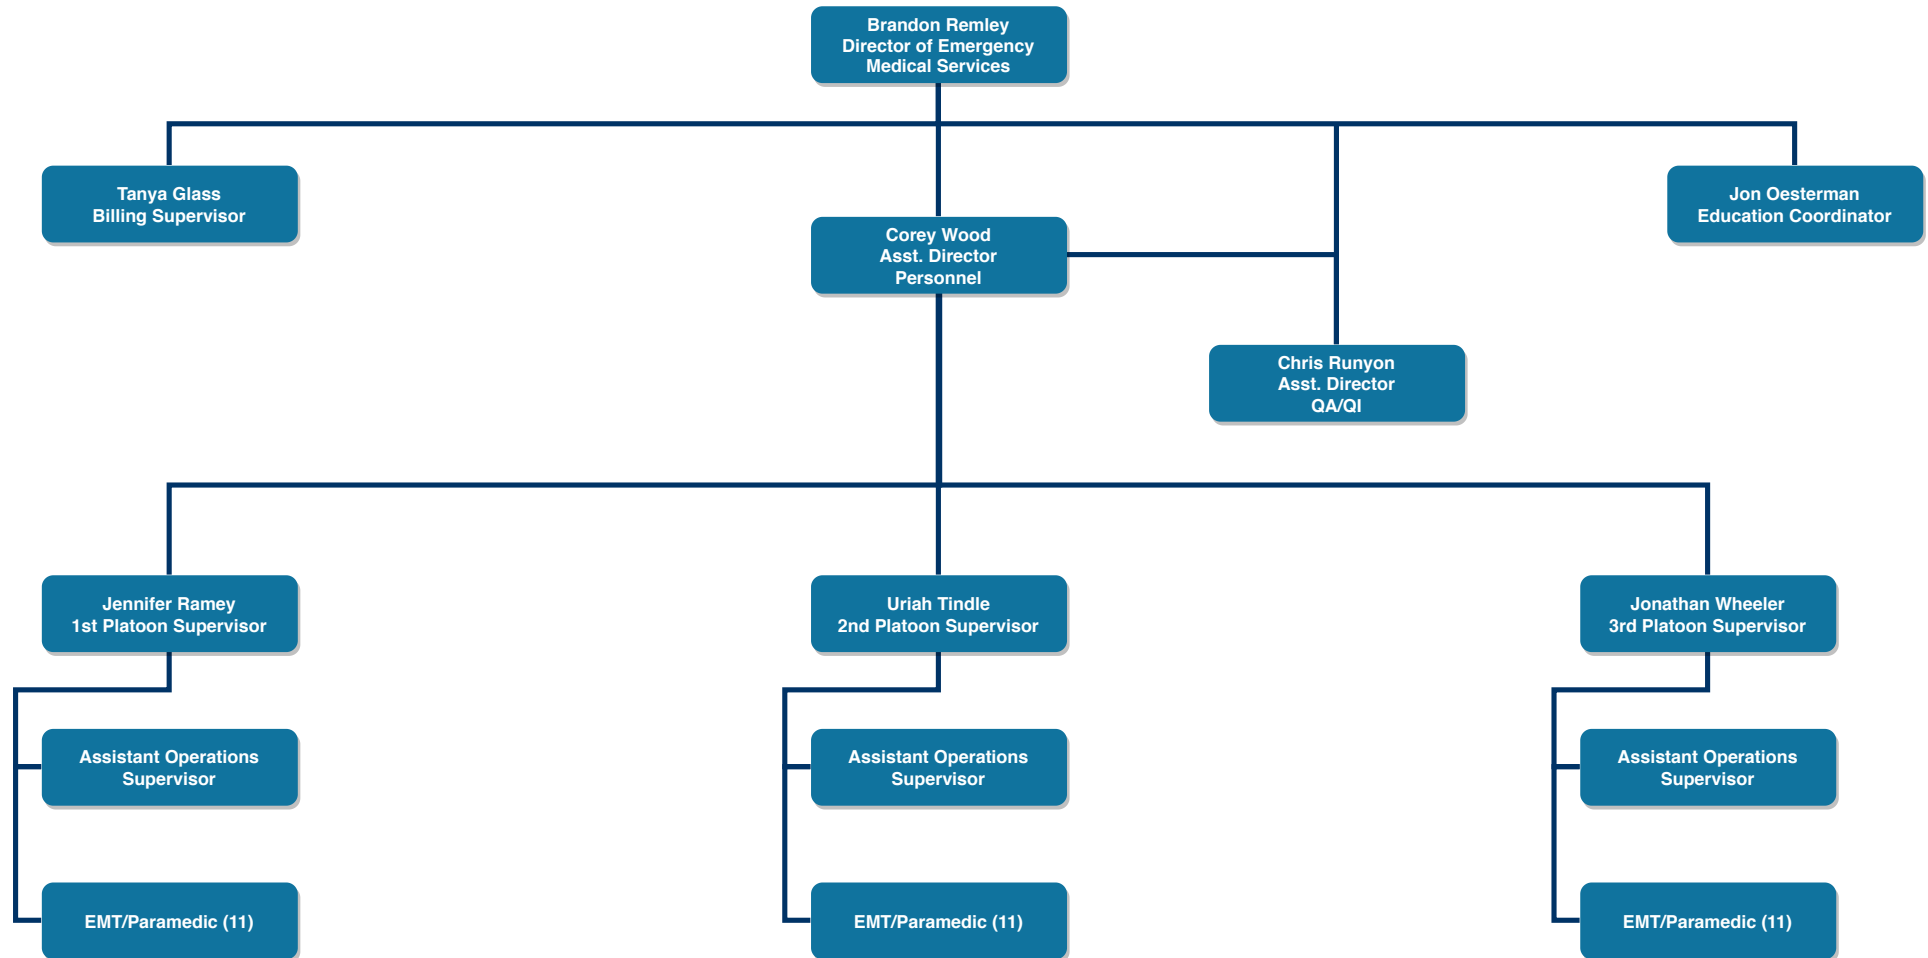 Brandon Remley
Director of Emergency
Medical Services
Tanya Glass
Billing Supervisor
Jon Oesterman
Education Coordinator
Corey Wood
Asst. Director
Personnel
Chris Runyon
Asst. Director
QA/QI
Jennifer Ramey
1st Platoon Supervisor
Uriah Tindle
2nd Platoon Supervisor
Jonathan Wheeler
3rd Platoon Supervisor
Assistant Operations
Supervisor
Assistant Operations
Supervisor
Assistant Operations
Supervisor
EMT/Paramedic (11)
EMT/Paramedic (11)
EMT/Paramedic (11)